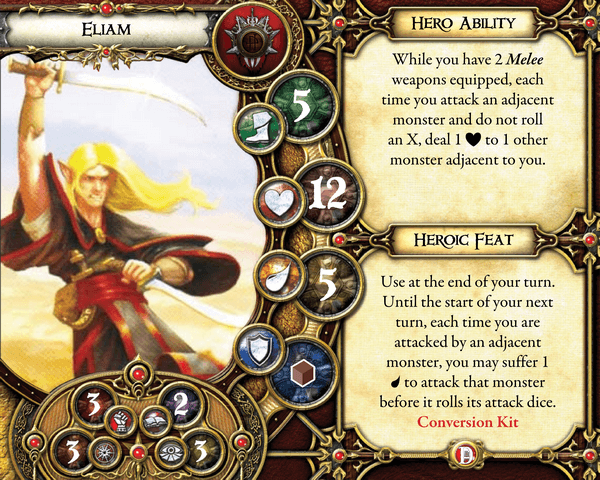 Eliam
5
12
5
3
2
3
3
Hero Ability
While you have 2 Melee
weapons equipped, each
time you attack an adjacent
monster and do not roll
an X, deal 1 ♥ to 1 other
monster adjacent to you.
Heroic Feat
Use at the end of your turn.
Until the start of your next
turn, each time you are
attacked by an adjacent
monster, you may suffer 1
to attack that monster
before it rolls its attack dice.
Conversion Kit
D